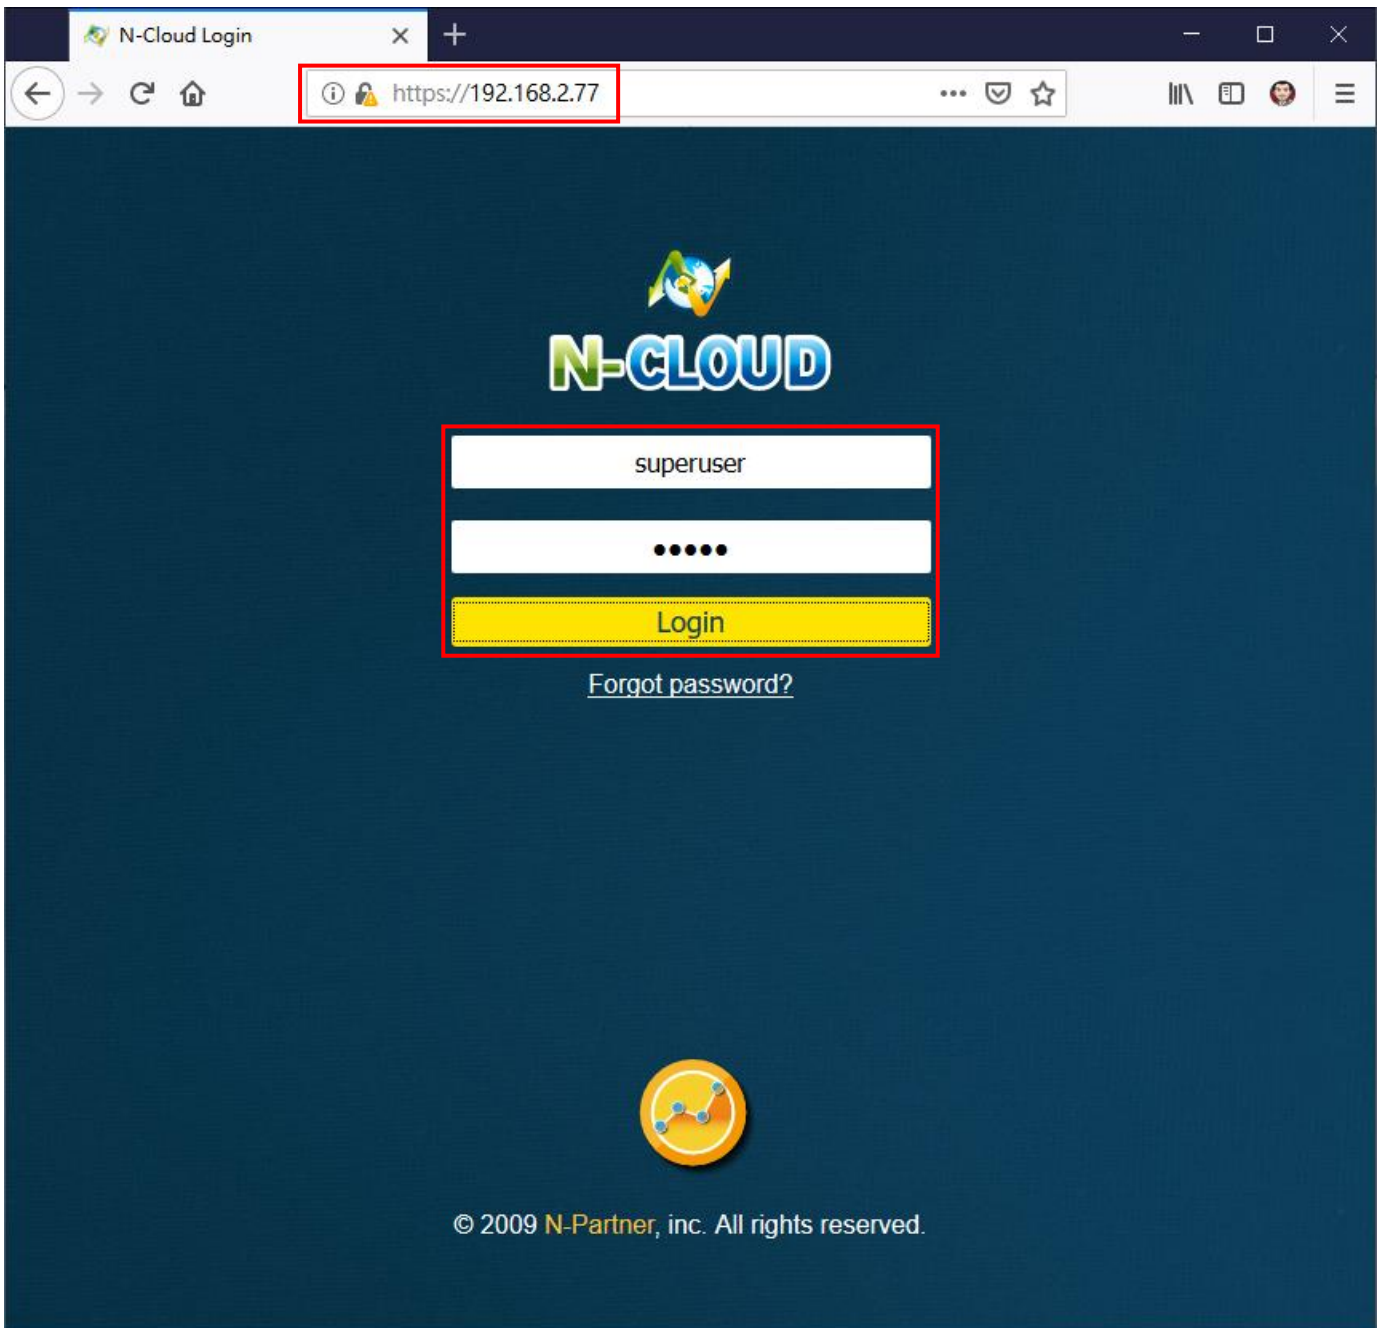 N-Cloud Login
https://192.168.2.77
N-CLOUD
superuser
•••••
Login
Forgot password?
© 2009 N-Partner, inc. All rights reserved.